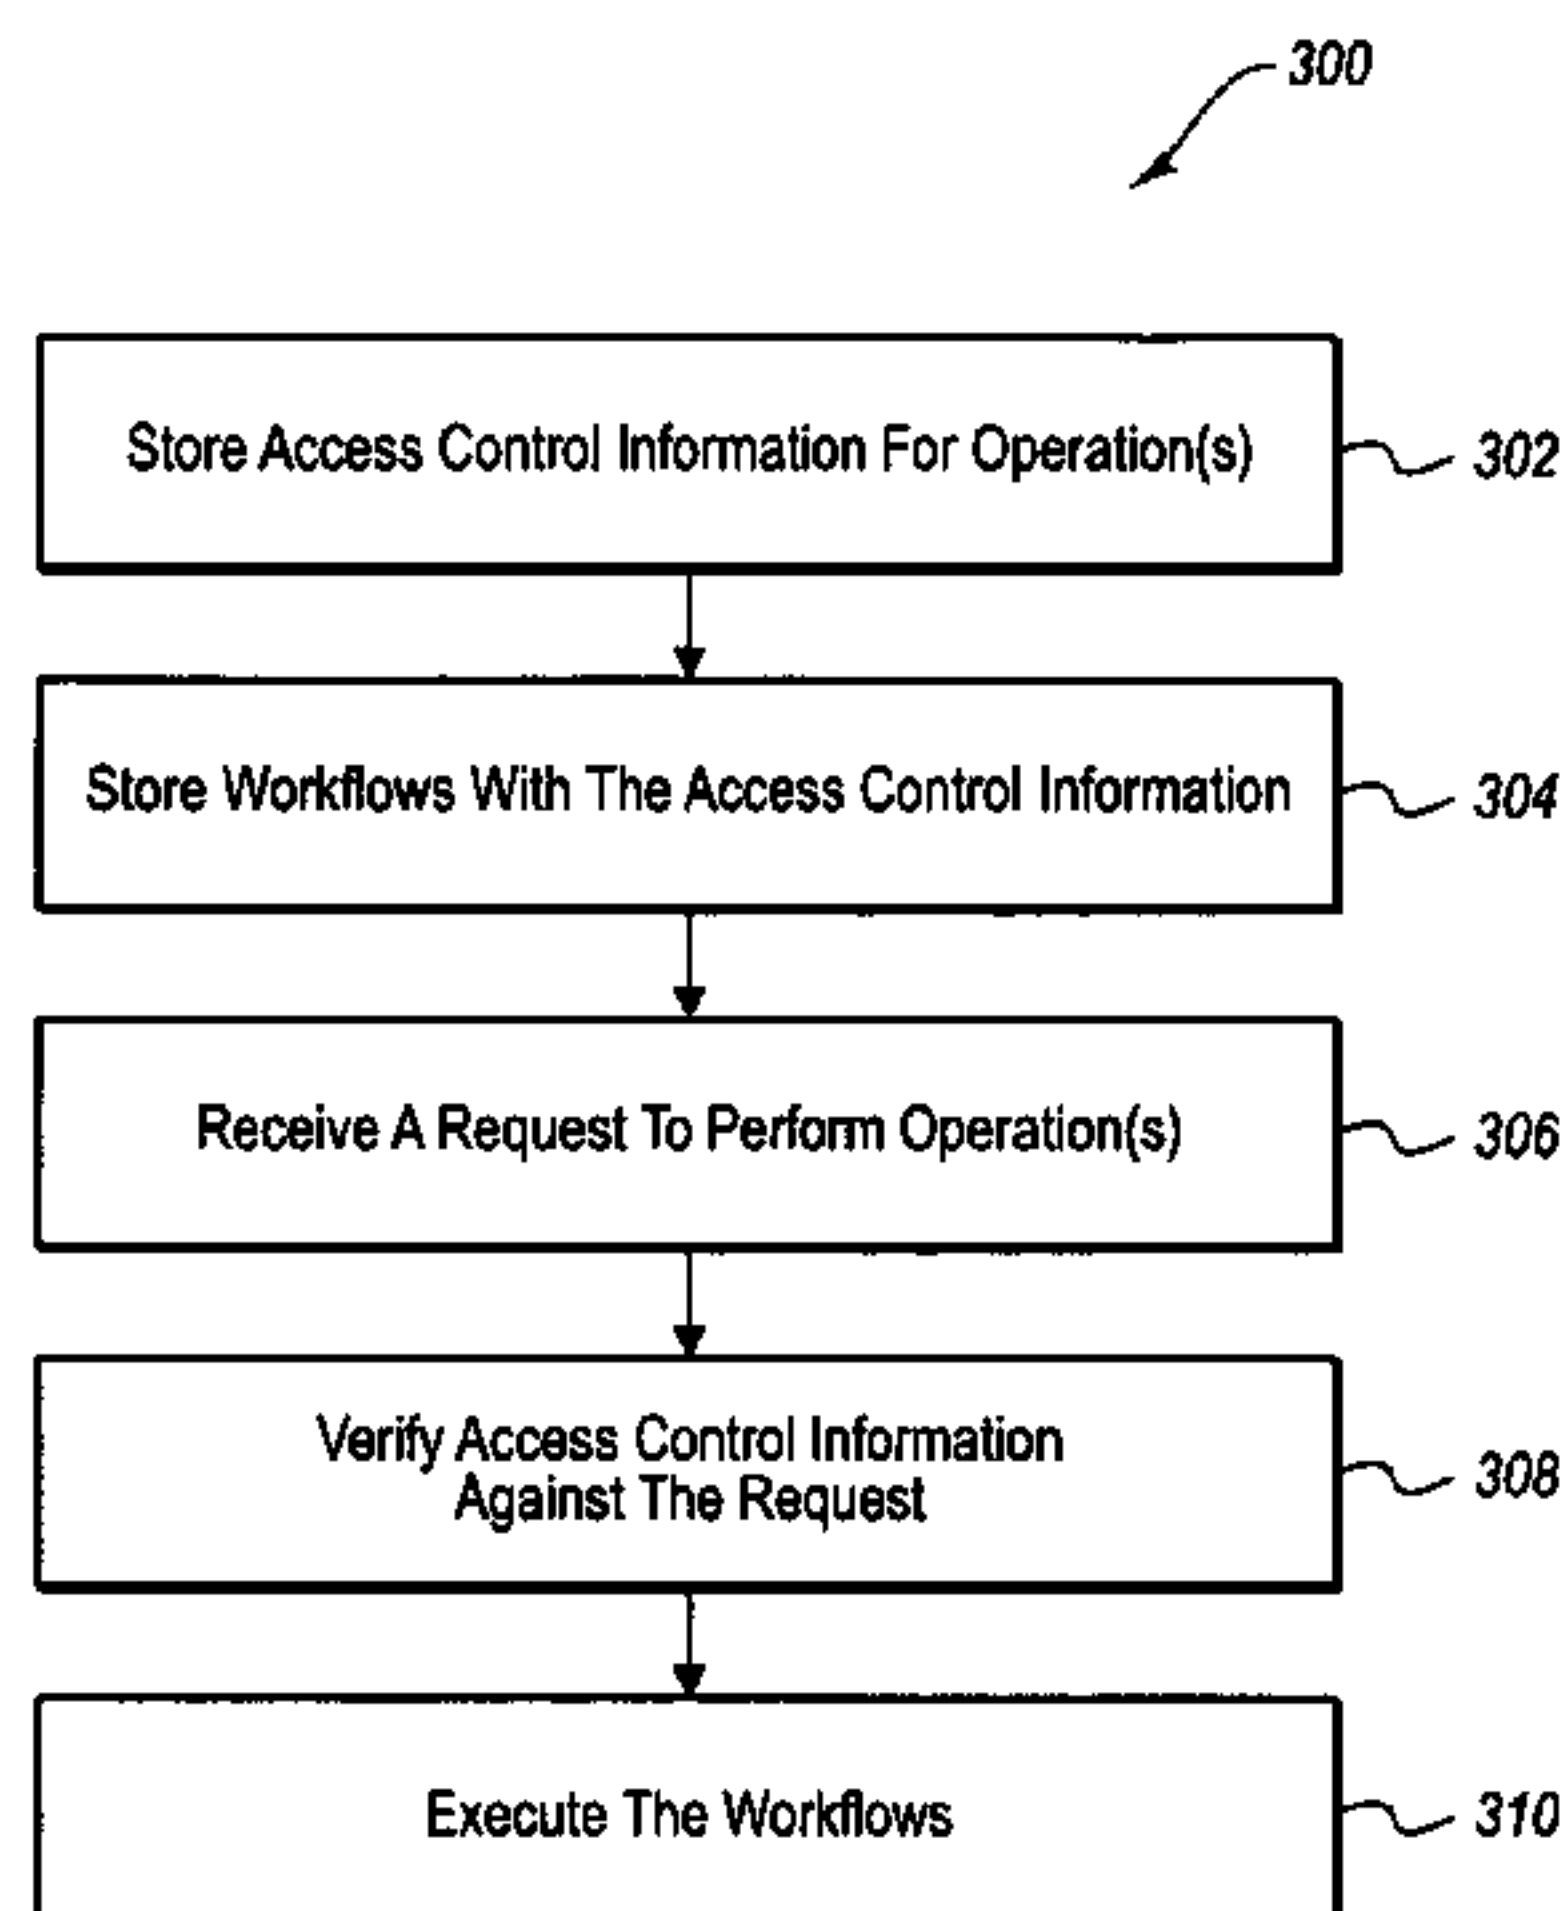 300
Store Access Control Information For Operation(s)
302
Store Workflows With The Access Control Information
304
Receive A Request To Perform Operation(s)
306
Verify Access Control Information
Against The Request
308
Execute The Workflows
310